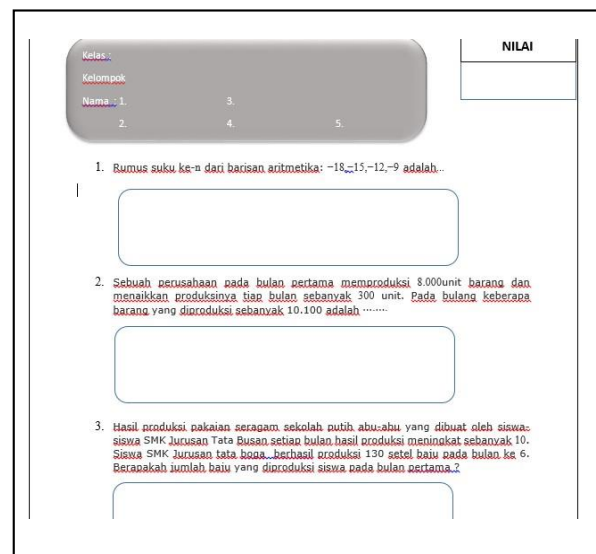 NILAI
Kelas :
Kelompok
Nama : 1. 3.
2. 4. 5.
1. Rumus suku ke-n dari barisan aritmetika: −18,−15,−12,−9 adalah...
2. Sebuah perusahaan pada bulan pertama memproduksi 8.000unit barang dan
menaikkan produksinya tiap bulan sebanyak 300 unit. Pada bulang keberapa
barang yang diproduksi sebanyak 10.100 adalah ········
3. Hasil produksi pakaian seragam sekolah putih abu-abu yang dibuat oleh siswa-
siswa SMK Jurusan Tata Busan setiap bulan hasil produksi meningkat sebanyak 10.
Siswa SMK Jurusan tata boga berhasil produksi 130 setel baju pada bulan ke 6.
Berapakah jumlah baju yang diproduksi siswa pada bulan pertama ?